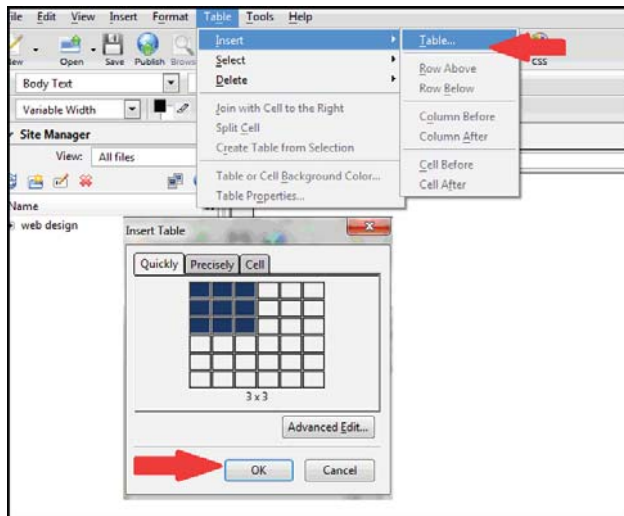 File Edit View Insert Format Table Tools Help
New Open Save Publish CSS
Insert
Table...
Select
Delete
Row Above
Row Below
Join with Cell to the Right
Split Cell
Create Table from Selection
Column Before
Column After
Table or Cell Background Color...
Table Properties...
Cell Before
Cell After
Body Text
Variable Width
Site Manager
View: All files
Name
web design
Insert Table
Quickly Precisely Cell
3 x 3
Advanced Edit...
OK Cancel